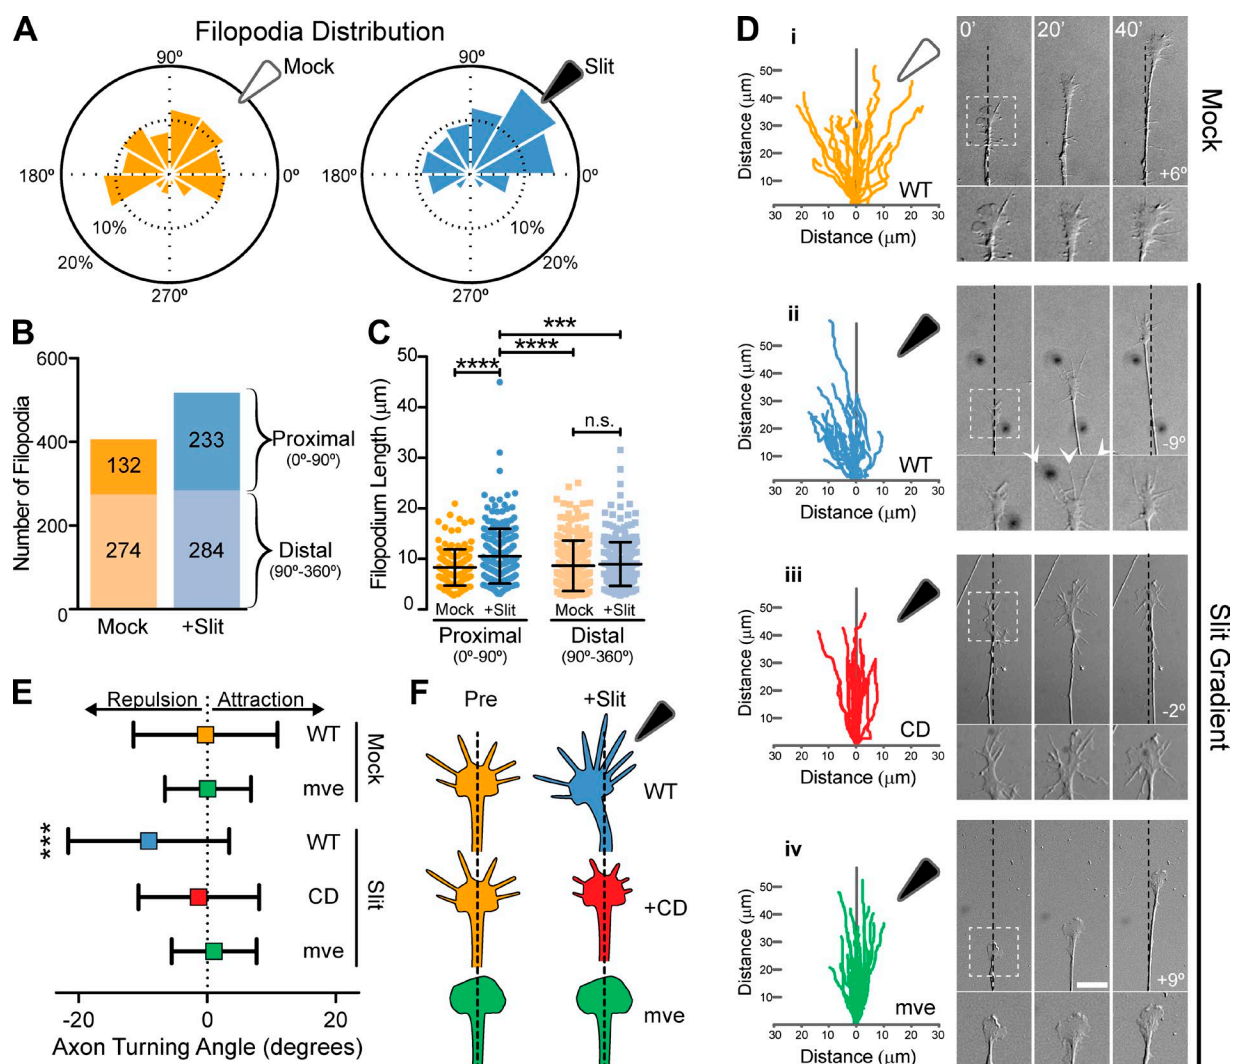 A
Filopodia Distribution
90º
Mock
180º
0º
10%
20%
270º
90º
Slit
180º
0º
10%
20%
270º
B
Number of Filopodia
600
400
200
0
132
274
233
284
Proximal
(0º-90º)
Distal
(90º-360º)
Mock
+Slit
C
Filopodium Length (µm)
50
40
30
20
10
0
***
****
****
n.s.
Mock
+Slit
Mock
+Slit
Proximal
(0º-90º)
Distal
(90º-360º)
D
i
Distance (µm)
50
40
30
20
10
WT
30 20 10 0 10 20 30
Distance (µm)
0'
20'
40'
+6º
Mock
ii
Distance (µm)
50
40
30
20
10
WT
30 20 10 0 10 20 30
Distance (µm)
-9º
iii
Distance (µm)
50
40
30
20
10
CD
30 20 10 0 10 20 30
Distance (µm)
-2º
Slit Gradient
iv
Distance (µm)
50
40
30
20
10
mve
30 20 10 0 10 20 30
Distance (µm)
+9º
E
Repulsion
Attraction
WT
mve
Mock
***
WT
CD
mve
Slit
-20
0
20
Axon Turning Angle (degrees)
F
Pre
+Slit
WT
+CD
mve